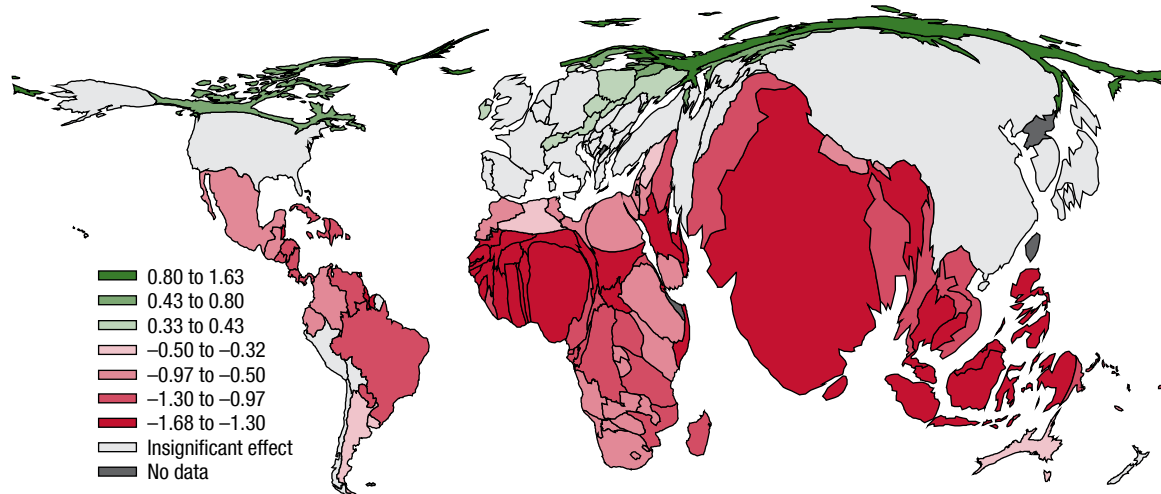 0.80 to 1.63
0.43 to 0.80
0.33 to 0.43
–0.50 to –0.32
–0.97 to –0.50
–1.30 to –0.97
–1.68 to –1.30
Insignificant effect
No data